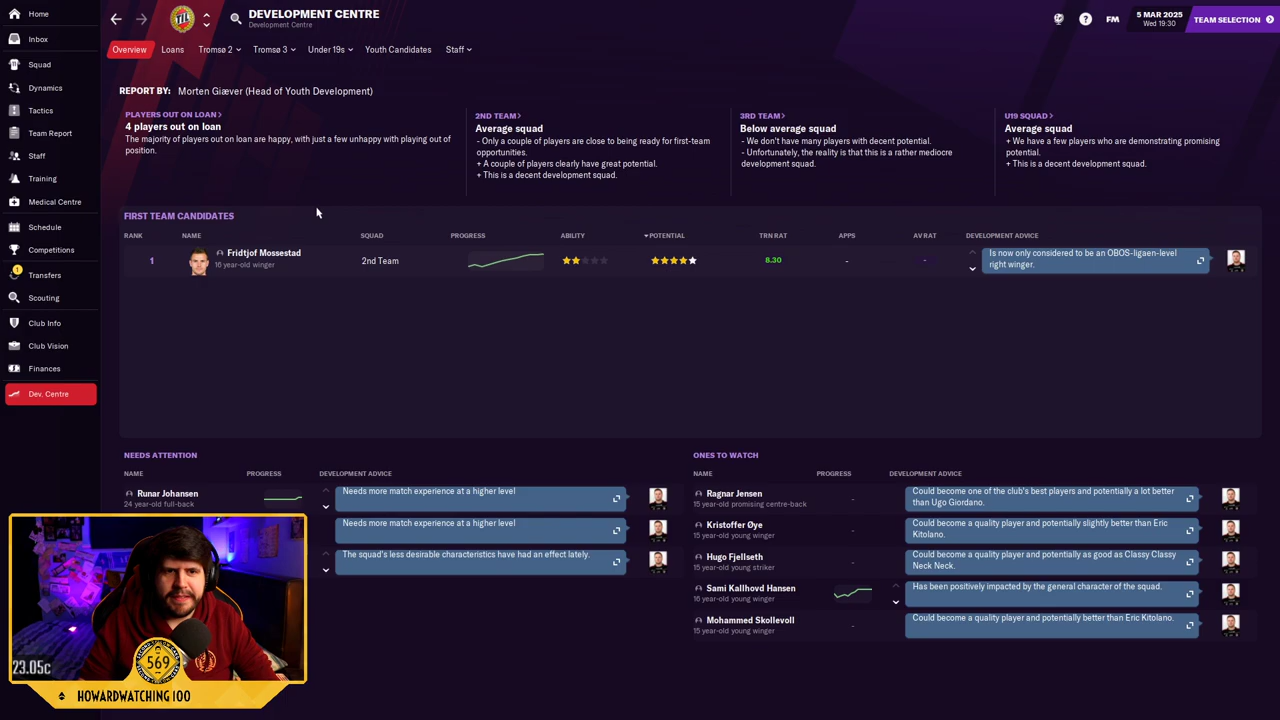 Home
Inbox
Squad
Dynamics
Tactics
Team Report
Staff
Training
Medical Centre
Schedule
Competitions
Transfers
1
Scouting
Club Info
Club Vision
Finances
Dev. Centre
TIL
DEVELOPMENT CENTRE
Development Centre
FM
5 MAR 2025
Wed 19:30
TEAM SELECTION
Overview
Loans
Tromsø 2
Tromsø 3
Under 19s
Youth Candidates
Staff
REPORT BY: Morten Giæver (Head of Youth Development)
PLAYERS OUT ON LOAN>
4 players out on loan
The majority of players out on loan are happy, with just a few unhappy with playing out of
position.
2ND TEAM>
Average squad
- Only a couple of players are close to being ready for first-team
opportunities.
+ A couple of players clearly have great potential.
+ This is a decent development squad.
3RD TEAM>
Below average squad
- We don't have many players with decent potential.
- Unfortunately, the reality is that this is a rather mediocre
development squad.
U19 SQUAD>
Average squad
+ We have a few players who are demonstrating promising
potential.
+ This is a decent development squad.
FIRST TEAM CANDIDATES
RANK NAME SQUAD PROGRESS ABILITY POTENTIAL TRN RAT APPS AV RAT DEVELOPMENT ADVICE
1 Fridtjof Mossestad 2nd Team 8.30 - - Is now only considered to be an OBOS-ligaen-level
16 year-old winger right winger.
NEEDS ATTENTION
NAME PROGRESS DEVELOPMENT ADVICE
Runar Johansen Needs more match experience at a higher level
24 year-old full-back
Needs more match experience at a higher level
The squad's less desirable characteristics have had an effect lately.
ONES TO WATCH
NAME PROGRESS DEVELOPMENT ADVICE
Ragnar Jensen - Could become one of the club's best players and potentially a lot better
15 year-old promising centre-back than Ugo Giordano.
Kristoffer Øye - Could become a quality player and potentially slightly better than Eric
15 year-old young winger Kitolano.
Hugo Fjellseth - Could become a quality player and potentially as good as Classy Classy
15 year-old young striker Neck Neck.
Sami Kallhovd Hansen Has been positively impacted by the general character of the squad.
16 year-old young winger
Mohammed Skollevoll - Could become a quality player and potentially better than Eric Kitolano.
15 year-old young winger
23.05c
569
HOWARDWATCHING 100